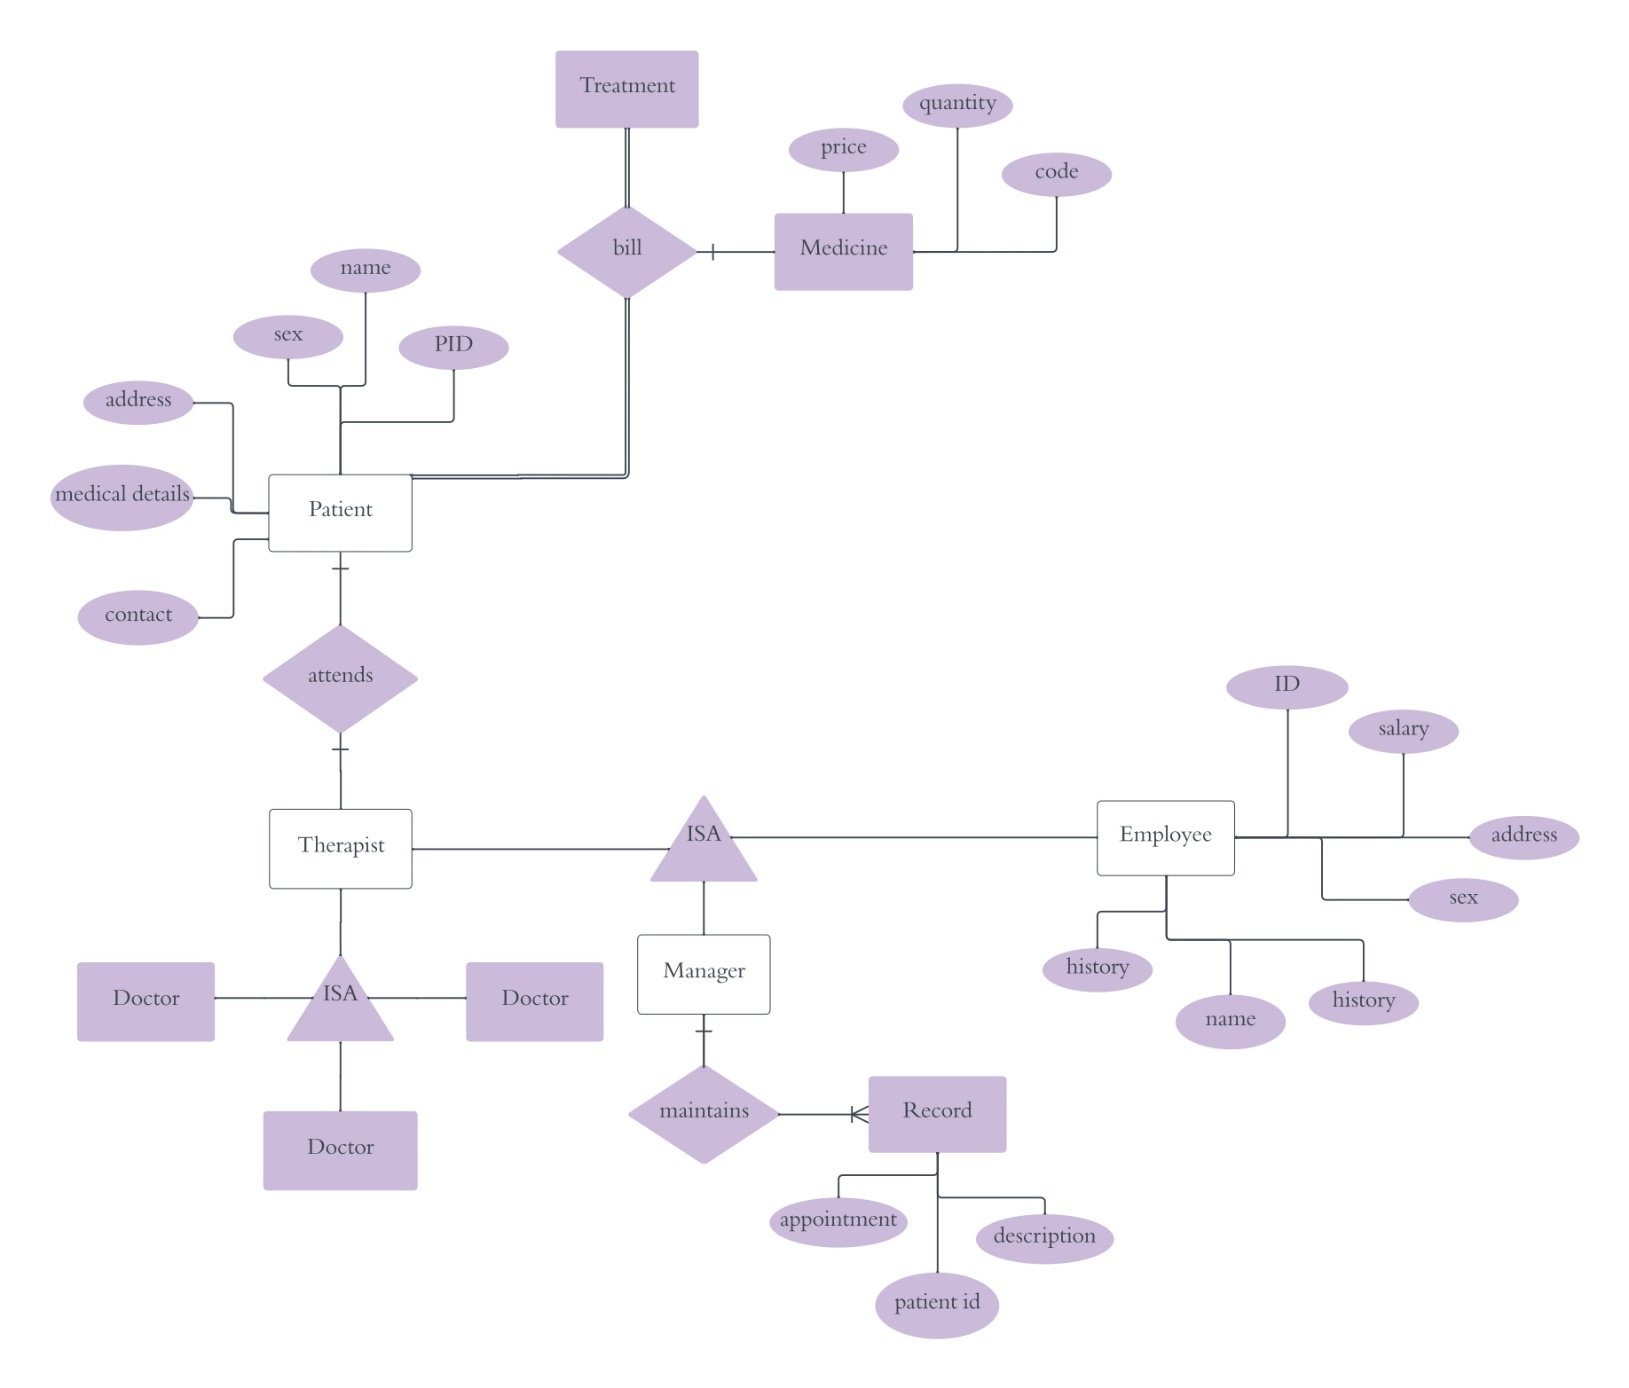 Treatment
quantity
price
code
bill
Medicine
name
sex
PID
address
medical details
Patient
contact
attends
ID
salary
Therapist
ISA
Employee
address
sex
history
name
history
Manager
Doctor
ISA
Doctor
Doctor
maintains
Record
appointment
description
patient id